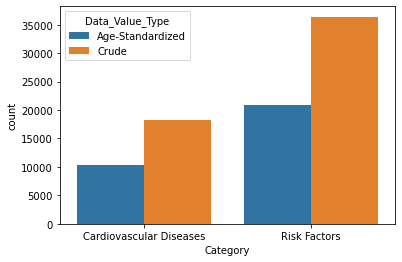 Data_Value_Type
Age-Standardized
Crude
count
35000
30000
25000
20000
15000
10000
5000
0
Cardiovascular Diseases
Risk Factors
Category